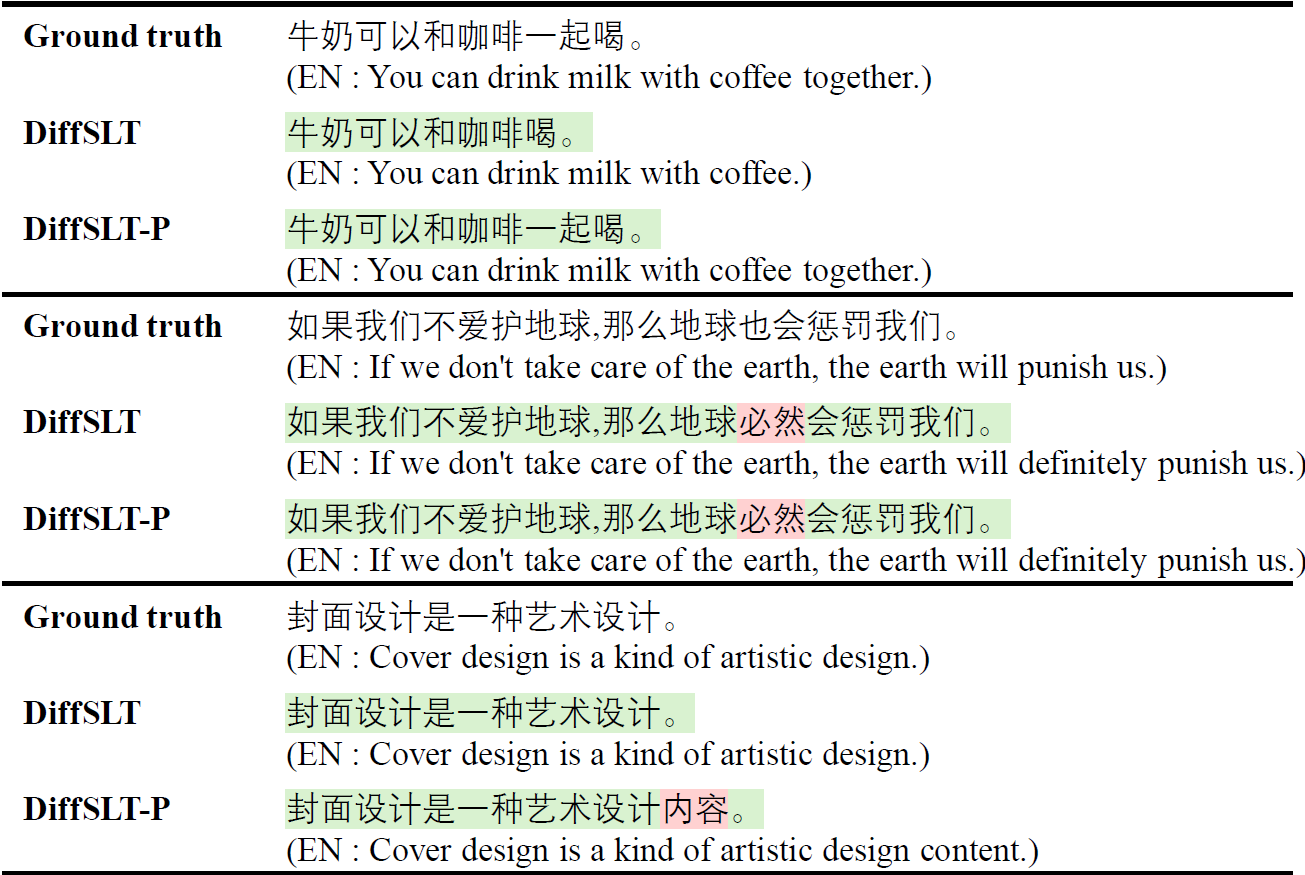 Ground truth 牛奶可以和咖啡一起喝。
(EN : You can drink milk with coffee together.)
DiffSLT 牛奶可以和咖啡喝。
(EN : You can drink milk with coffee.)
DiffSLT-P 牛奶可以和咖啡一起喝。
(EN : You can drink milk with coffee together.)
Ground truth 如果我们不爱护地球,那么地球也会惩罚我们。
(EN : If we don't take care of the earth, the earth will punish us.)
DiffSLT 如果我们不爱护地球,那么地球必然会惩罚我们。
(EN : If we don't take care of the earth, the earth will definitely punish us.)
DiffSLT-P 如果我们不爱护地球,那么地球必然会惩罚我们。
(EN : If we don't take care of the earth, the earth will definitely punish us.)
Ground truth 封面设计是一种艺术设计。
(EN : Cover design is a kind of artistic design.)
DiffSLT 封面设计是一种艺术设计。
(EN : Cover design is a kind of artistic design.)
DiffSLT-P 封面设计是一种艺术设计内容。
(EN : Cover design is a kind of artistic design content.)